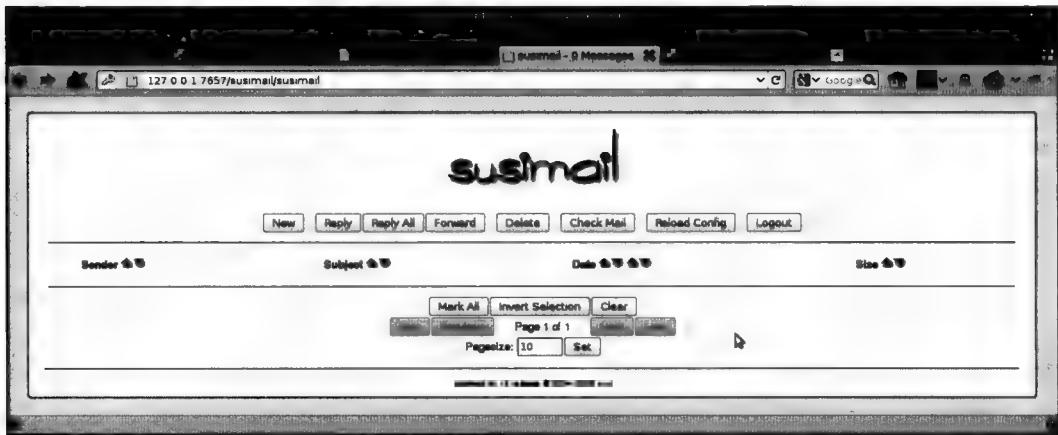 susimail - 0 Messages
127 0 0 1 7657/susimail/susimail
Google
susimail
New Reply Reply All Forward Delete Check Mail Reload Config Logout
Sender Subject Date Size
Mark All Invert Selection Clear
Page 1 of 1
Pagesize: 10 Set